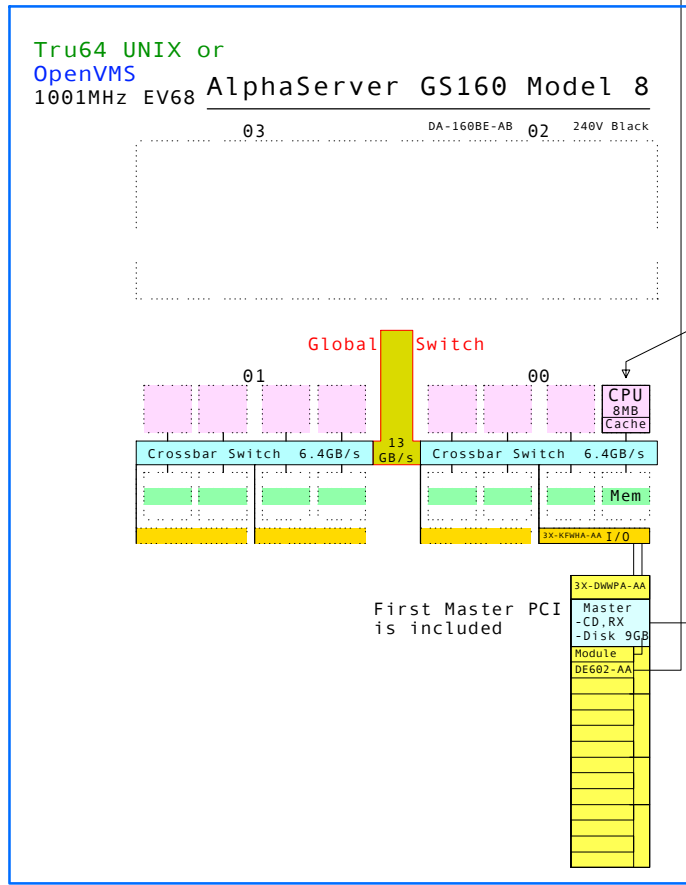 Tru64 UNIX or
OpenVMS
1001MHz EV68 AlphaServer GS160 Model 8
03 DA-160BE-AB 02 240V Black
Global Switch
01 00
CPU
8MB
Cache
13
GB/s
Crossbar Switch 6.4GB/s Crossbar Switch 6.4GB/s
Mem
3X-KFWHA-AA I/O
3X-DWWPA-AA
First Master PCI
is included
Master
-CD,RX
-Disk 9GB
Module
DE602-AA